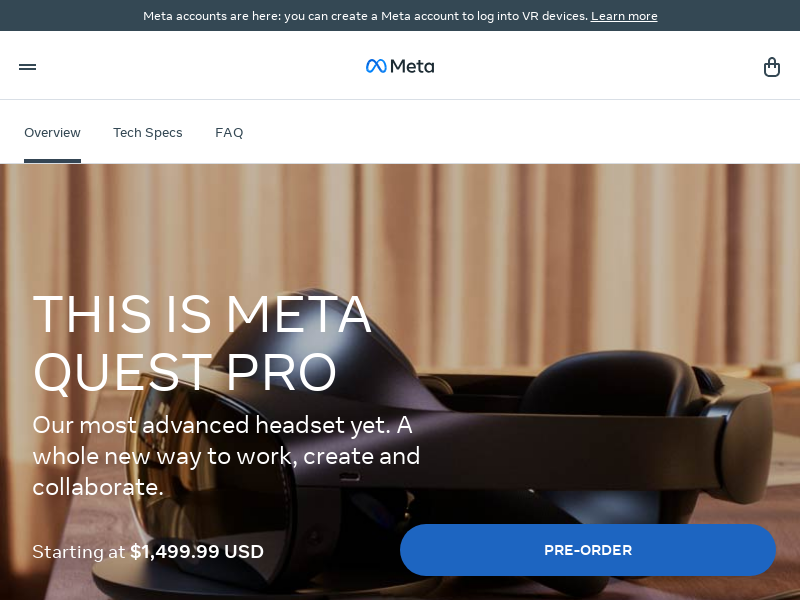 Meta accounts are here: you can create a Meta account to log into VR devices. Learn more
Meta
Overview
Tech Specs
FAQ
THIS IS META
QUEST PRO
Our most advanced headset yet. A
whole new way to work, create and
collaborate.
Starting at $1,499.99 USD
PRE-ORDER